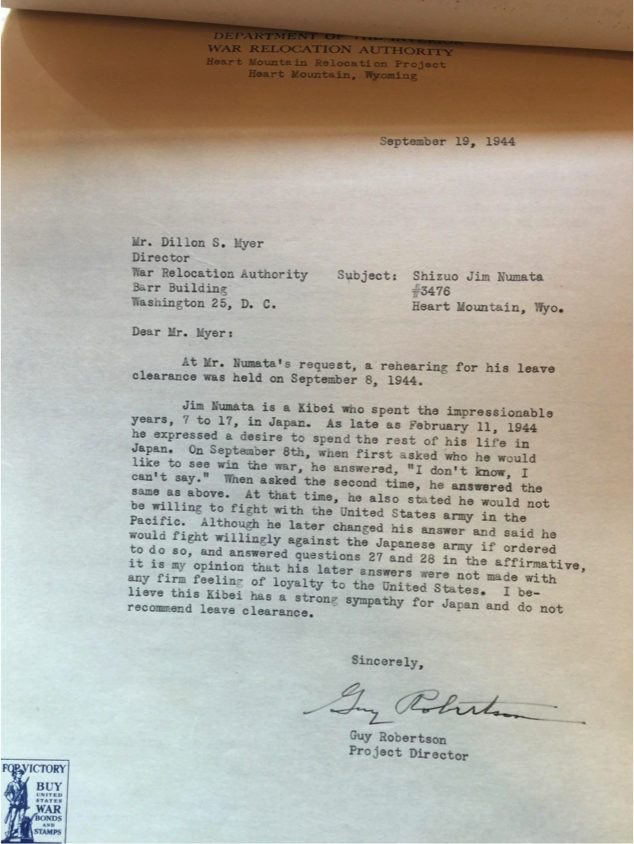 DEPARTMENT OF THE INTERIOR
WAR RELOCATION AUTHORITY
Heart Mountain Relocation Project
Heart Mountain, Wyoming
September 19, 1944
Mr. Dillon S. Myer
Director
War Relocation Authority Subject: Shizuo Jim Numata
Barr Building #3476
Washington 25, D. C. Heart Mountain, Wyo.
Dear Mr. Myer:
At Mr. Numata's request, a rehearing for his leave
clearance was held on September 8, 1944.
Jim Numata is a Kibei who spent the impressionable
years, 7 to 17, in Japan. As late as February 11, 1944
he expressed a desire to spend the rest of his life in
Japan. On September 8th, when first asked who he would
like to see win the war, he answered, "I don't know, I
can't say." When asked the second time, he answered the
same as above. At that time, he also stated he would not
be willing to fight with the United States army in the
Pacific. Although he later changed his answer and said he
would fight willingly against the Japanese army if ordered
to do so, and answered questions 27 and 28 in the affirmative,
it is my opinion that his later answers were not made with
any firm feeling of loyalty to the United States. I be-
lieve this Kibei has a strong sympathy for Japan and do not
recommend leave clearance.
Sincerely,
Guy Robertson
Guy Robertson
Project Director
FOR VICTORY
BUY
UNITED
STATES
WAR
BONDS
AND
STAMPS